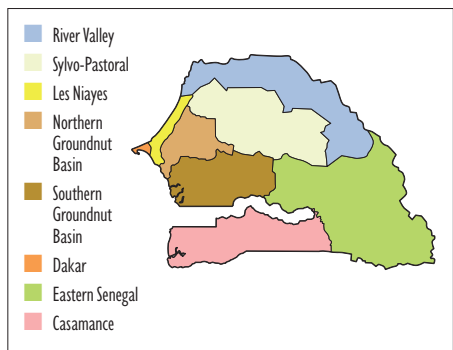 River Valley
Sylvo-Pastoral
Les Niayes
Northern
Groundnut
Basin
Southern
Groundnut
Basin
Dakar
Eastern Senegal
Casamance